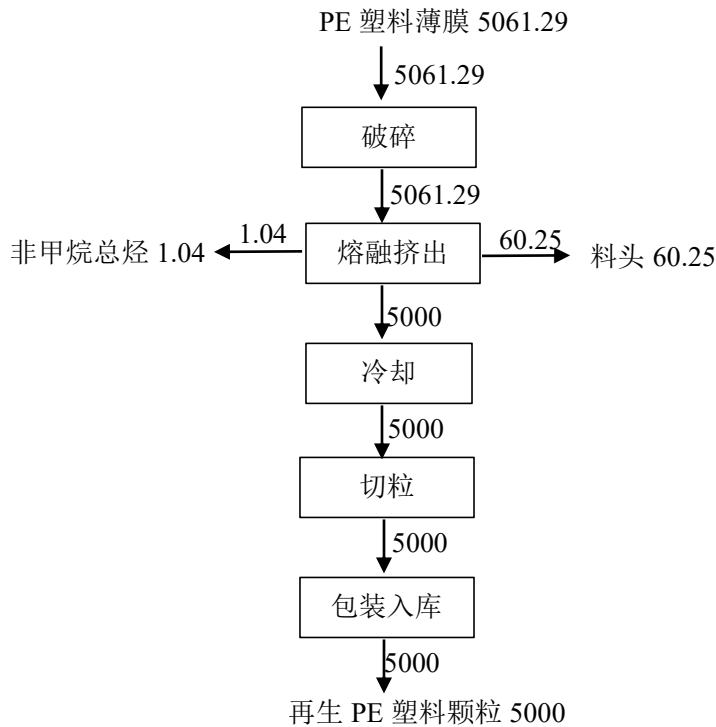 PE 塑料薄膜 5061.29
5061.29
破碎
5061.29
非甲烷总烃 1.04
1.04
熔融挤出
60.25
料头 60.25
5000
冷却
5000
切粒
5000
包装入库
5000
再生 PE 塑料颗粒 5000